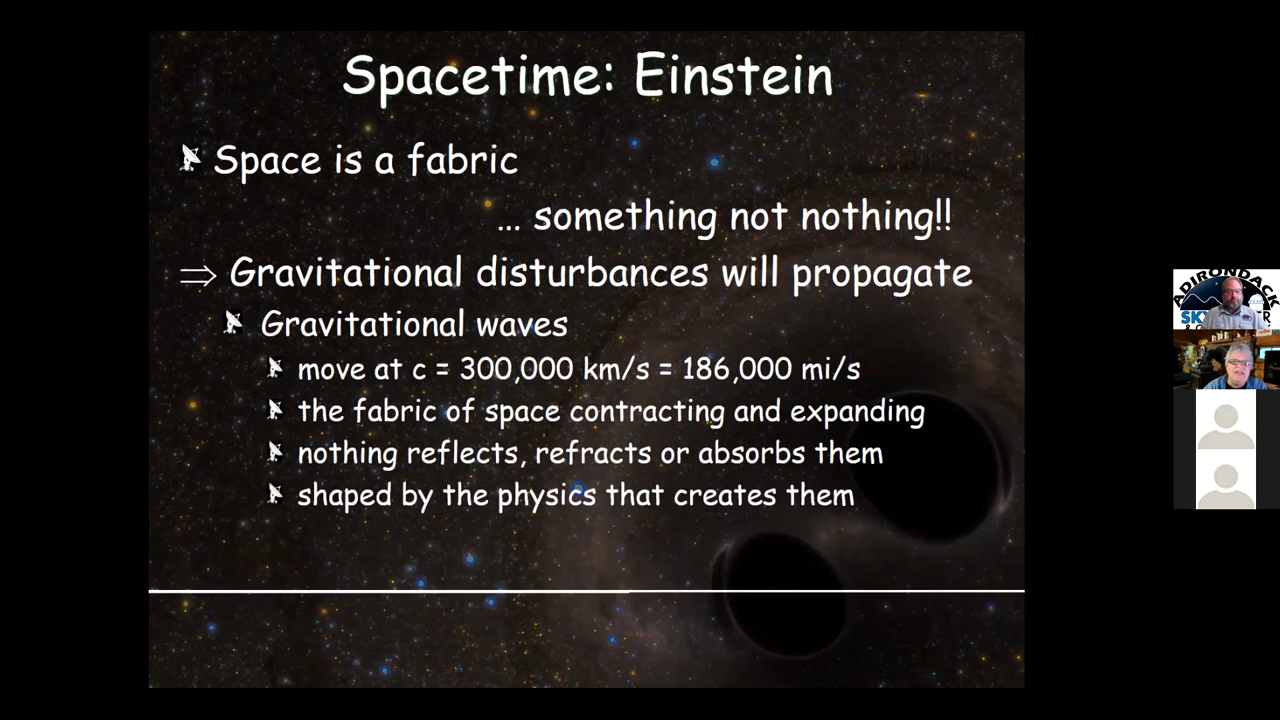 Spacetime: Einstein
Space is a fabric
... something not nothing!!
⇒ Gravitational disturbances will propagate
Gravitational waves
move at c = 300,000 km/s = 186,000 mi/s
the fabric of space contracting and expanding
nothing reflects, refracts or absorbs them
shaped by the physics that creates them
ADIRONDACK